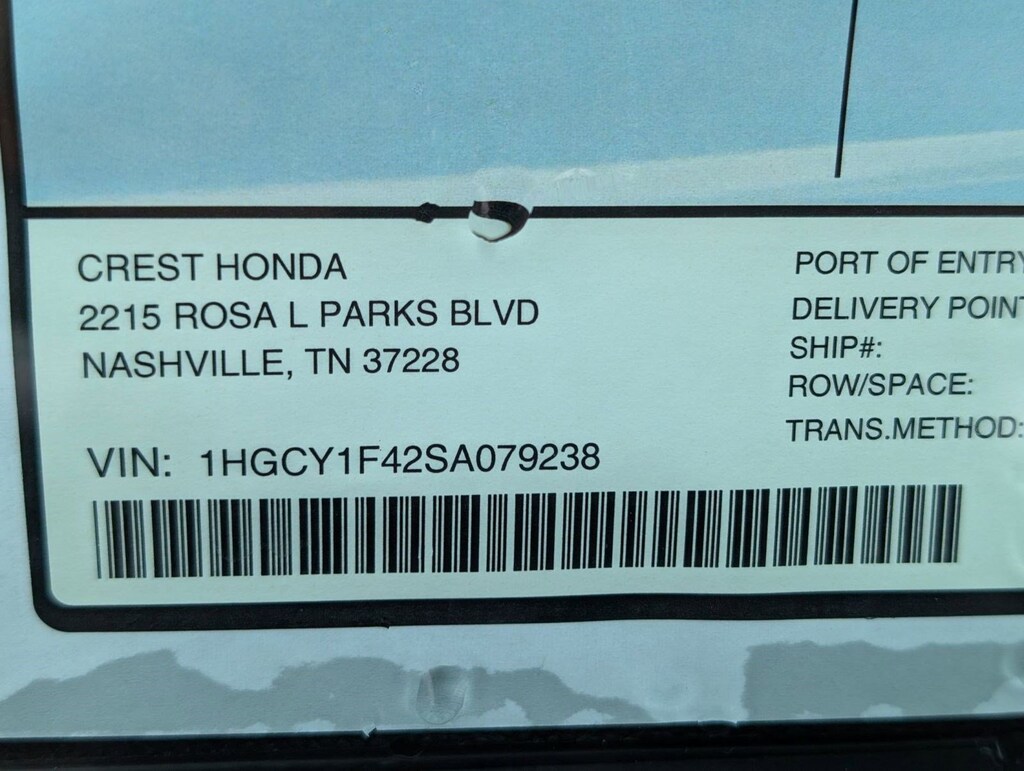 CREST HONDA
2215 ROSA L PARKS BLVD
NASHVILLE, TN 37228
VIN: 1HGCY1F42SA079238
PORT OF ENTRY
DELIVERY POINT
SHIP#:
ROW/SPACE:
TRANS.METHOD: